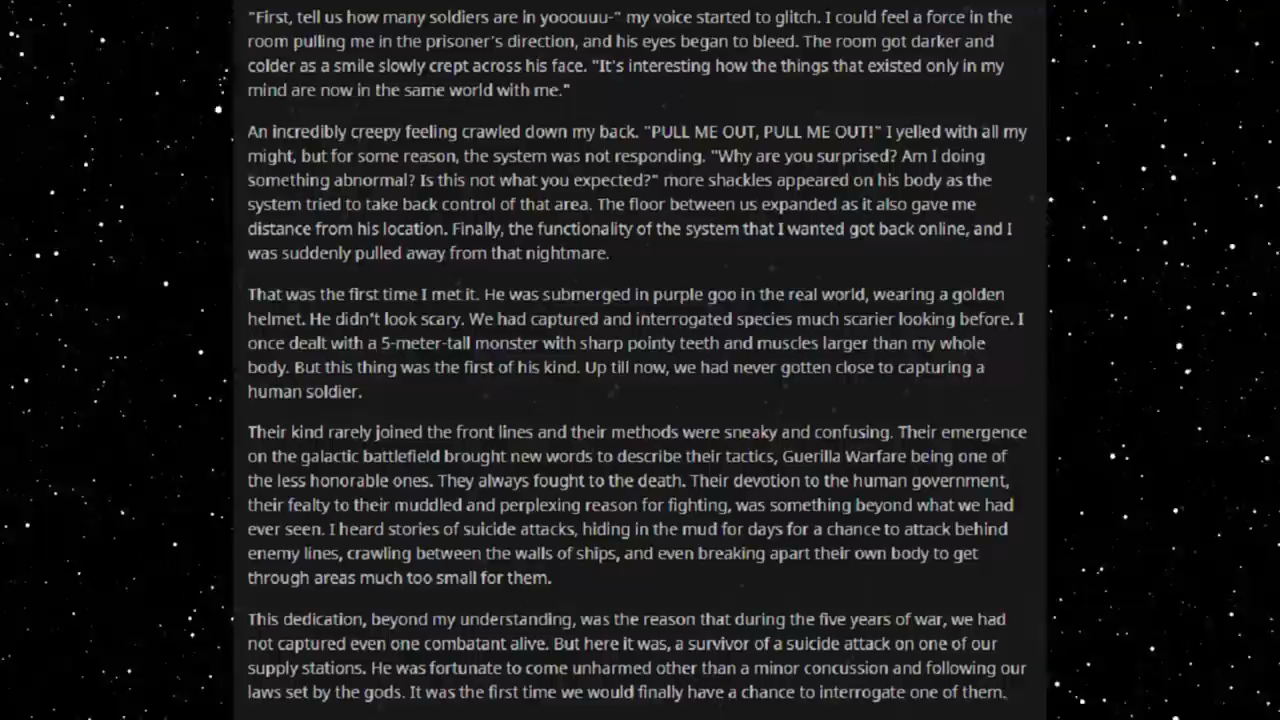 "First, tell us how many soldiers are in yooouuu-" my voice started to glitch. I could feel a force in the
room pulling me in the prisoner's direction, and his eyes began to bleed. The room got darker and
colder as a smile slowly crept across his face. "It's interesting how the things that existed only in my
mind are now in the same world with me."
An incredibly creepy feeling crawled down my back. "PULL ME OUT, PULL ME OUT!" I yelled with all my
might, but for some reason, the system was not responding. "Why are you surprised? Am I doing
something abnormal? Is this not what you expected?" more shackles appeared on his body as the
system tried to take back control of that area. The floor between us expanded as it also gave me
distance from his location. Finally, the functionality of the system that I wanted got back online, and I
was suddenly pulled away from that nightmare.
That was the first time I met it. He was submerged in purple goo in the real world, wearing a golden
helmet. He didn't look scary. We had captured and interrogated species much scarier looking before. I
once dealt with a 5-meter-tall monster with sharp pointy teeth and muscles larger than my whole
body. But this thing was the first of his kind. Up till now, we had never gotten close to capturing a
human soldier.
Their kind rarely joined the front lines and their methods were sneaky and confusing. Their emergence
on the galactic battlefield brought new words to describe their tactics, Guerilla Warfare being one of
the less honorable ones. They always fought to the death. Their devotion to the human government,
their fealty to their muddled and perplexing reason for fighting, was something beyond what we had
ever seen. I heard stories of suicide attacks, hiding in the mud for days for a chance to attack behind
enemy lines, crawling between the walls of ships, and even breaking apart their own body to get
through areas much too small for them.
This dedication, beyond my understanding, was the reason that during the five years of war, we had
not captured even one combatant alive. But here it was, a survivor of a suicide attack on one of our
supply stations. He was fortunate to come unharmed other than a minor concussion and following our
laws set by the gods. It was the first time we would finally have a chance to interrogate one of them.